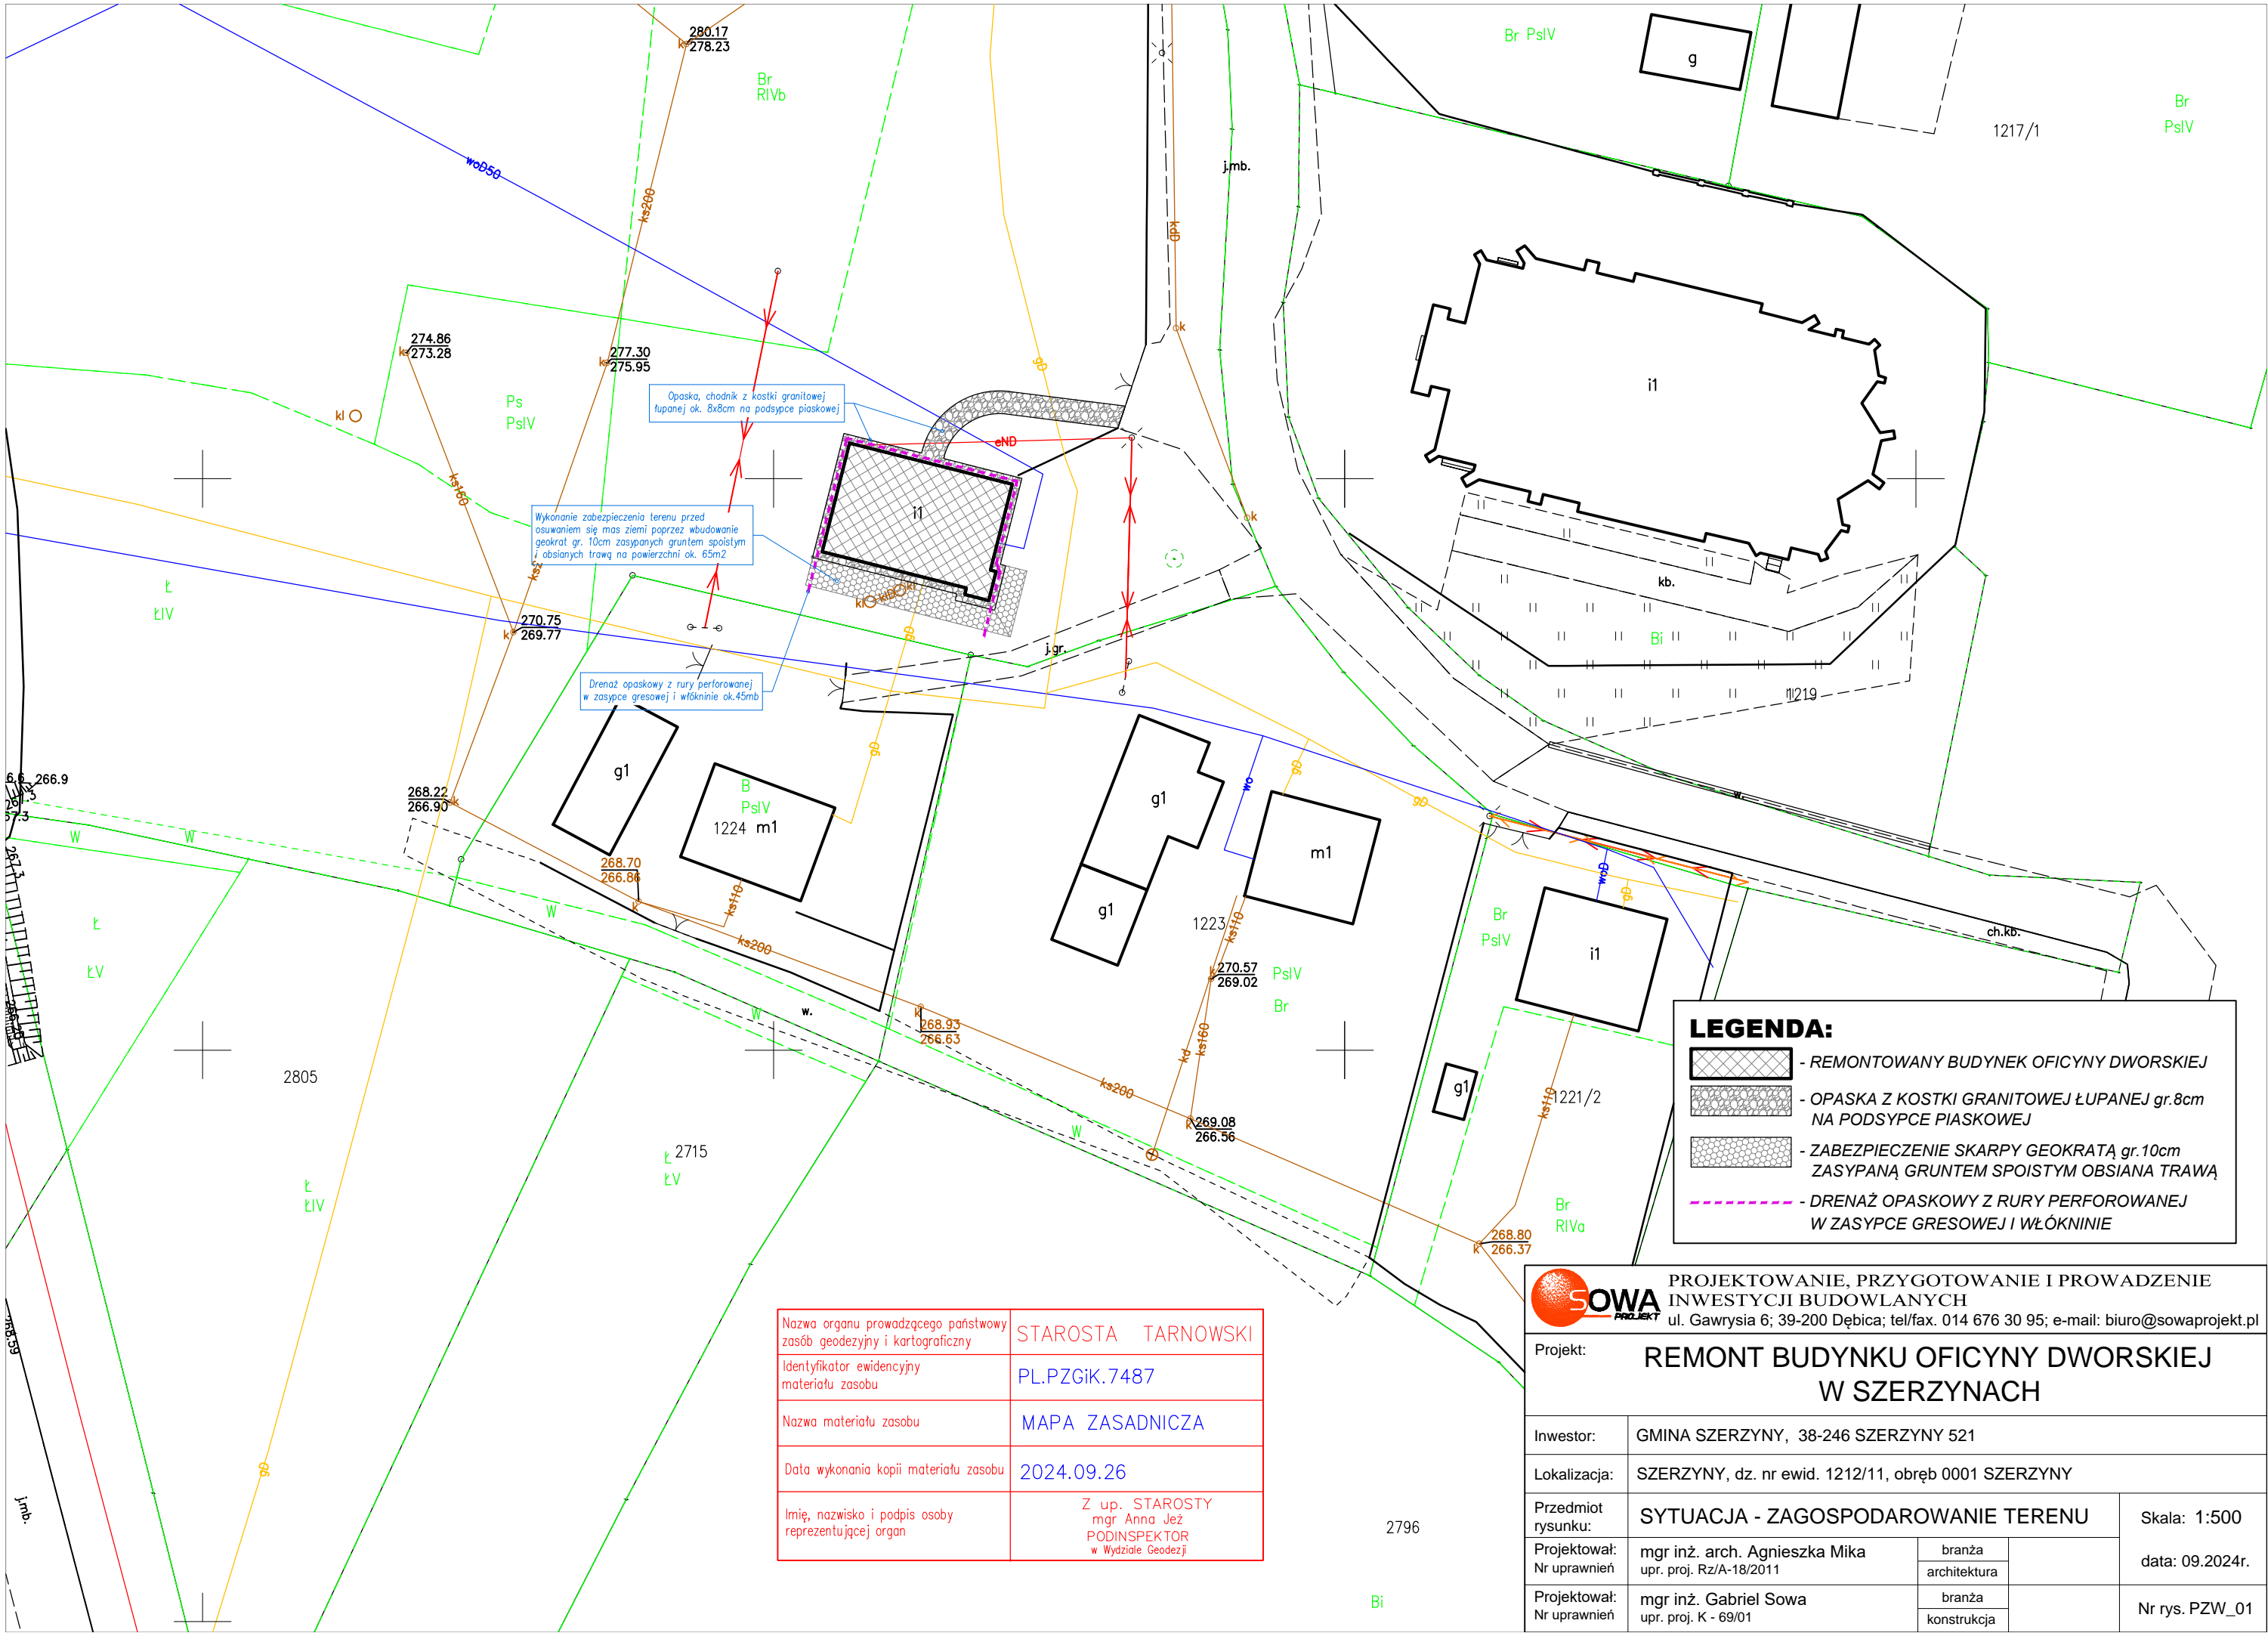 280.17
k 278.23
Br
RIVb
Br PsIV
g
1217/1
Br
PsIV
j.mb.
woD50
ks200
kdD
k
274.86
273.28
277.30
275.95
kł
Ps
PsIV
gD
i1
Opaska, chodnik z kostki granitowej
łupanej ok. 8x8cm na podsypce piaskowej
eND
ks160
k
i1
Wykonanie zabezpieczenia terenu przed
osuwaniem się mas ziemi poprzez wbudowanie
geokrat gr. 10cm zasypanych gruntem spoistym
i obsianych trawą na powierzchni ok. 65m2
kb.
Ł
ŁIV
k 270.75
269.77
Bi
j.gr.
1219
Drenaż opaskowy z rury perforowanej
w zasypce gresowej i włókninie ok.45mb
g1
B
PsIV
1224 m1
g1
wo
m1
w.
266.9
268.22
266.90
k
W
W
267.3
268.70
266.86
k
ks110
W
ks200
g1
1223
ks110
woD
Br
PsIV
i1
ch.kb.
Ł
ŁV
k 270.57
269.02
PsIV
Br
w.
W
k
268.93
266.63
kd
ks160
2805
ks200
g1
ks110
1221/2
k 269.08
266.56
W
Ł 2715
ŁV
Ł
ŁIV
Br
RIVa
268.80
k 266.37
268.59
j.mb.
2796
Bi
LEGENDA:
- REMONTOWANY BUDYNEK OFICYNY DWORSKIEJ
- OPASKA Z KOSTKI GRANITOWEJ ŁUPANEJ gr.8cm
NA PODSYPCE PIASKOWEJ
- ZABEZPIECZENIE SKARPY GEOKRATĄ gr.10cm
ZASYPANĄ GRUNTEM SPOISTYM OBSIANA TRAWĄ
- DRENAŻ OPASKOWY Z RURY PERFOROWANEJ
W ZASYPCE GRESOWEJ I WŁÓKNINIE
Nazwa organu prowadzącego państwowy
zasób geodezyjny i kartograficzny
STAROSTA TARNOWSKI
Identyfikator ewidencyjny
materiału zasobu
PL.PZGiK.7487
Nazwa materiału zasobu
MAPA ZASADNICZA
Data wykonania kopii materiału zasobu
2024.09.26
Imię, nazwisko i podpis osoby
reprezentującej organ
Z up. STAROSTY
mgr Anna Jeż
PODINSPEKTOR
w Wydziale Geodezji
SOWA
PROJEKT
PROJEKTOWANIE, PRZYGOTOWANIE I PROWADZENIE
INWESTYCJI BUDOWLANYCH
ul. Gawrysia 6; 39-200 Dębica; tel/fax. 014 676 30 95; e-mail: biuro@sowaprojekt.pl
Projekt:
REMONT BUDYNKU OFICYNY DWORSKIEJ
W SZERZYNACH
Inwestor: GMINA SZERZYNY, 38-246 SZERZYNY 521
Lokalizacja: SZERZYNY, dz. nr ewid. 1212/11, obręb 0001 SZERZYNY
Przedmiot
rysunku:
SYTUACJA - ZAGOSPODAROWANIE TERENU
Skala: 1:500
Projektował:
Nr uprawnień
mgr inż. arch. Agnieszka Mika
upr. proj. Rz/A-18/2011
branża
architektura
data: 09.2024r.
Projektował:
Nr uprawnień
mgr inż. Gabriel Sowa
upr. proj. K - 69/01
branża
konstrukcja
Nr rys. PZW_01